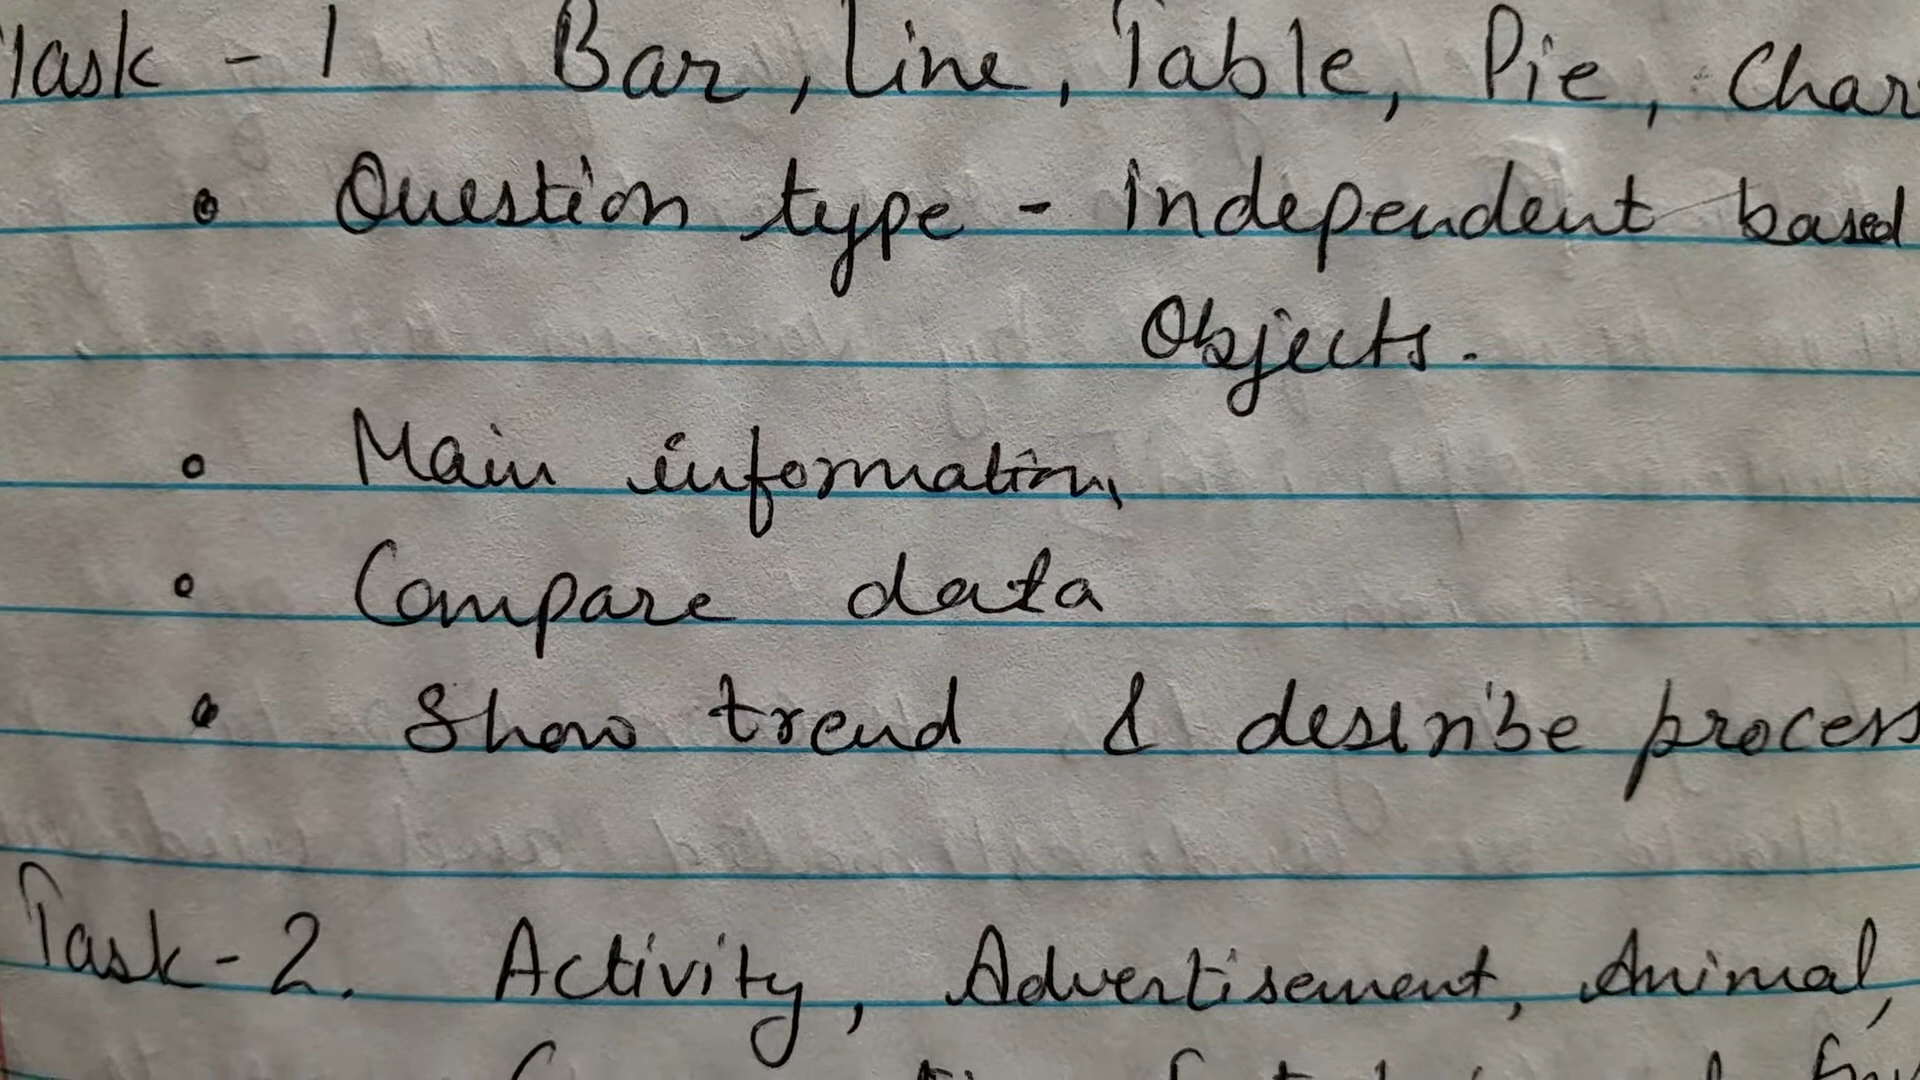 Task - 1 Bar, Line, Table, Pie, Char
• Question type - independent based
Objects.
• Main information,
• Compare data
• Show trend & describe process
Task - 2. Activity, Advertisement, Animal,